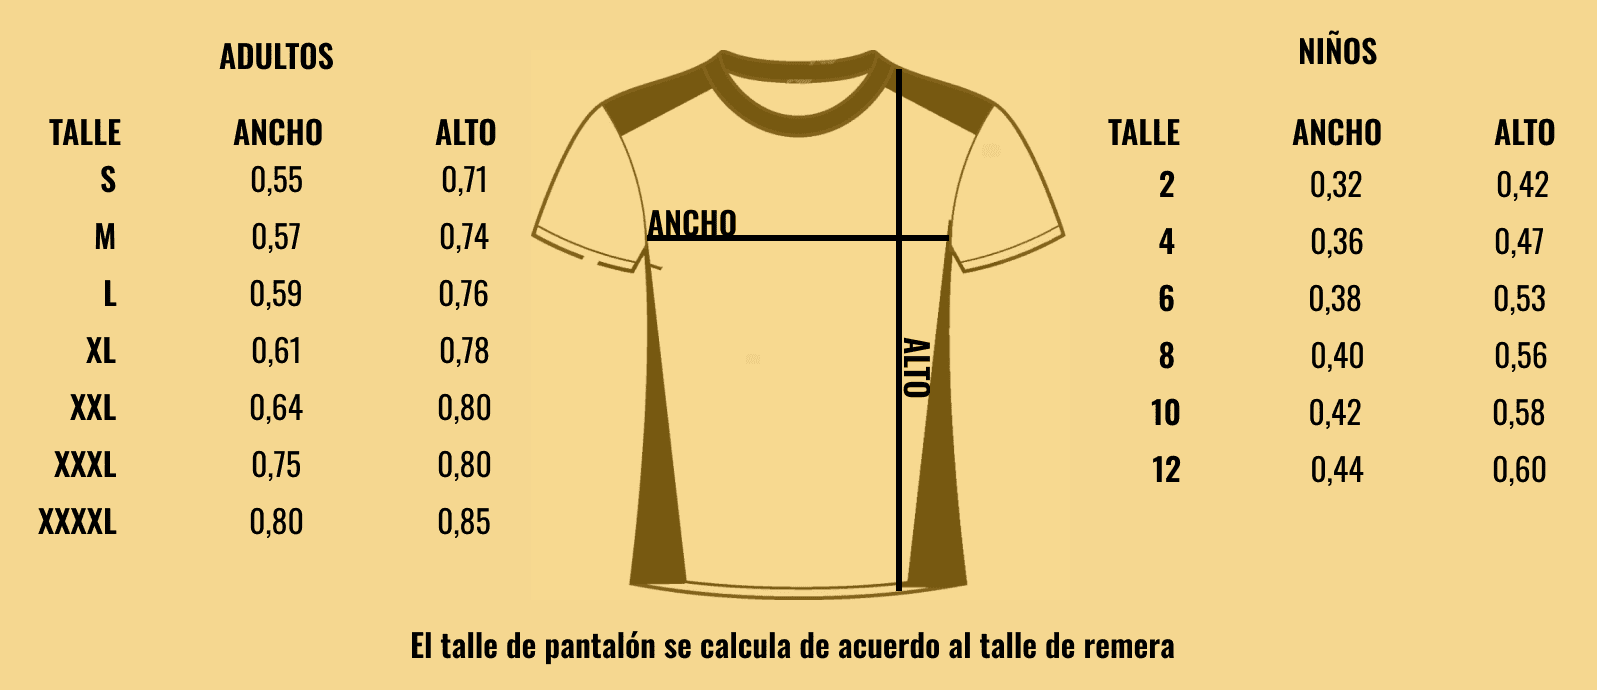 ADULTOS
TALLE ANCHO ALTO
S 0,55 0,71
M 0,57 0,74
L 0,59 0,76
XL 0,61 0,78
XXL 0,64 0,80
XXXL 0,75 0,80
XXXXL 0,80 0,85
ANCHO
ALTO
NIÑOS
TALLE ANCHO ALTO
2 0,32 0,42
4 0,36 0,47
6 0,38 0,53
8 0,40 0,56
10 0,42 0,58
12 0,44 0,60
El talle de pantalón se calcula de acuerdo al talle de remera